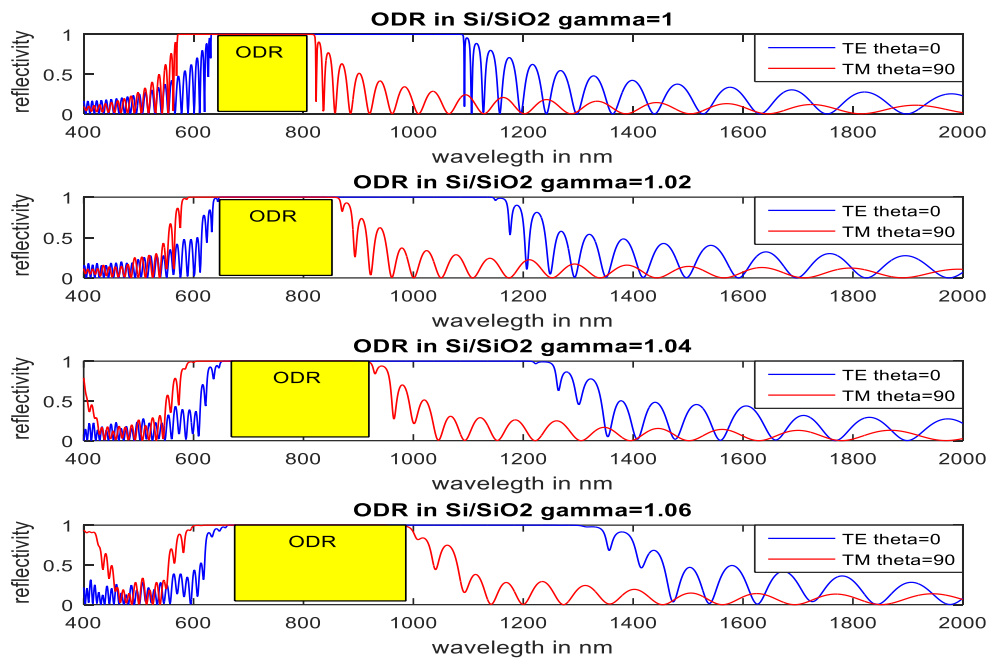 ODR in Si/SiO2 gamma=1
reflectivity
1
0.5
0
ODR
TE theta=0
TM theta=90
400 600 800 1000 1200 1400 1600 1800 2000
wavelegth in nm
ODR in Si/SiO2 gamma=1.02
reflectivity
1
0.5
0
ODR
TE theta=0
TM theta=90
400 600 800 1000 1200 1400 1600 1800 2000
wavelegth in nm
ODR in Si/SiO2 gamma=1.04
reflectivity
1
0.5
0
ODR
TE theta=0
TM theta=90
400 600 800 1000 1200 1400 1600 1800 2000
wavelegth in nm
ODR in Si/SiO2 gamma=1.06
reflectivity
1
0.5
0
ODR
TE theta=0
TM theta=90
400 600 800 1000 1200 1400 1600 1800 2000
wavelegth in nm